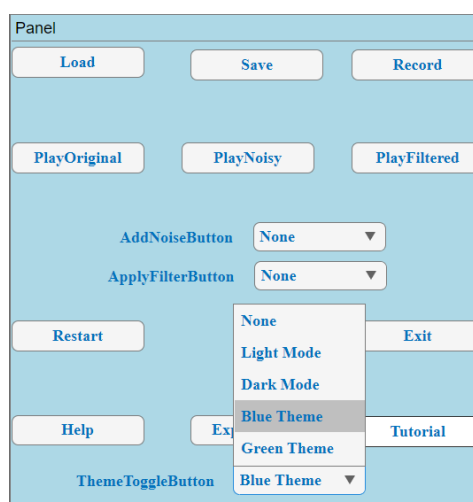 Panel
Load Save Record
PlayOriginal PlayNoisy PlayFiltered
AddNoiseButton None
ApplyFilterButton None
None
Restart Exit
Light Mode
Dark Mode
Blue Theme
Help Tutorial
Green Theme
ThemeToggleButton Blue Theme